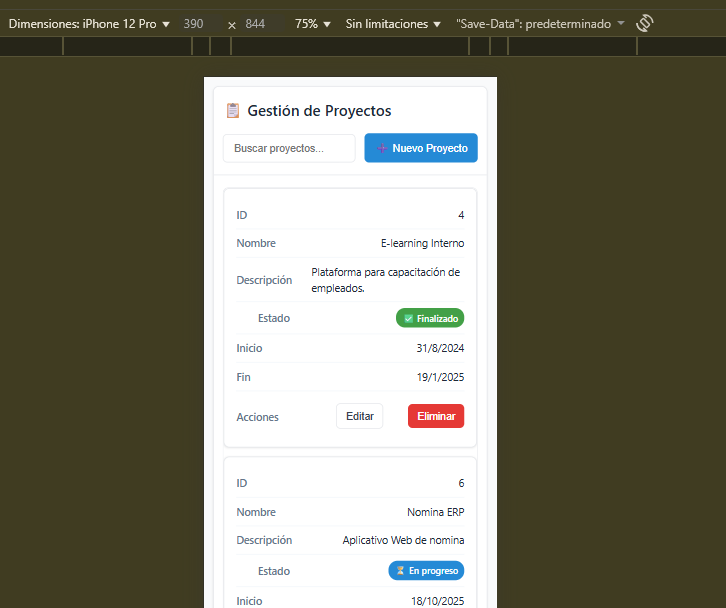 Dimensiones: iPhone 12 Pro 390 × 844 75% Sin limitaciones "Save-Data": predeterminado
Gestión de Proyectos
Buscar proyectos... Nuevo Proyecto
ID 4
Nombre E-learning Interno
Descripción Plataforma para capacitación de
empleados.
Estado Finalizado
Inicio 31/8/2024
Fin 19/1/2025
Acciones Editar Eliminar
ID 6
Nombre Nomina ERP
Descripción Aplicativo Web de nomina
Estado En progreso
Inicio 18/10/2025